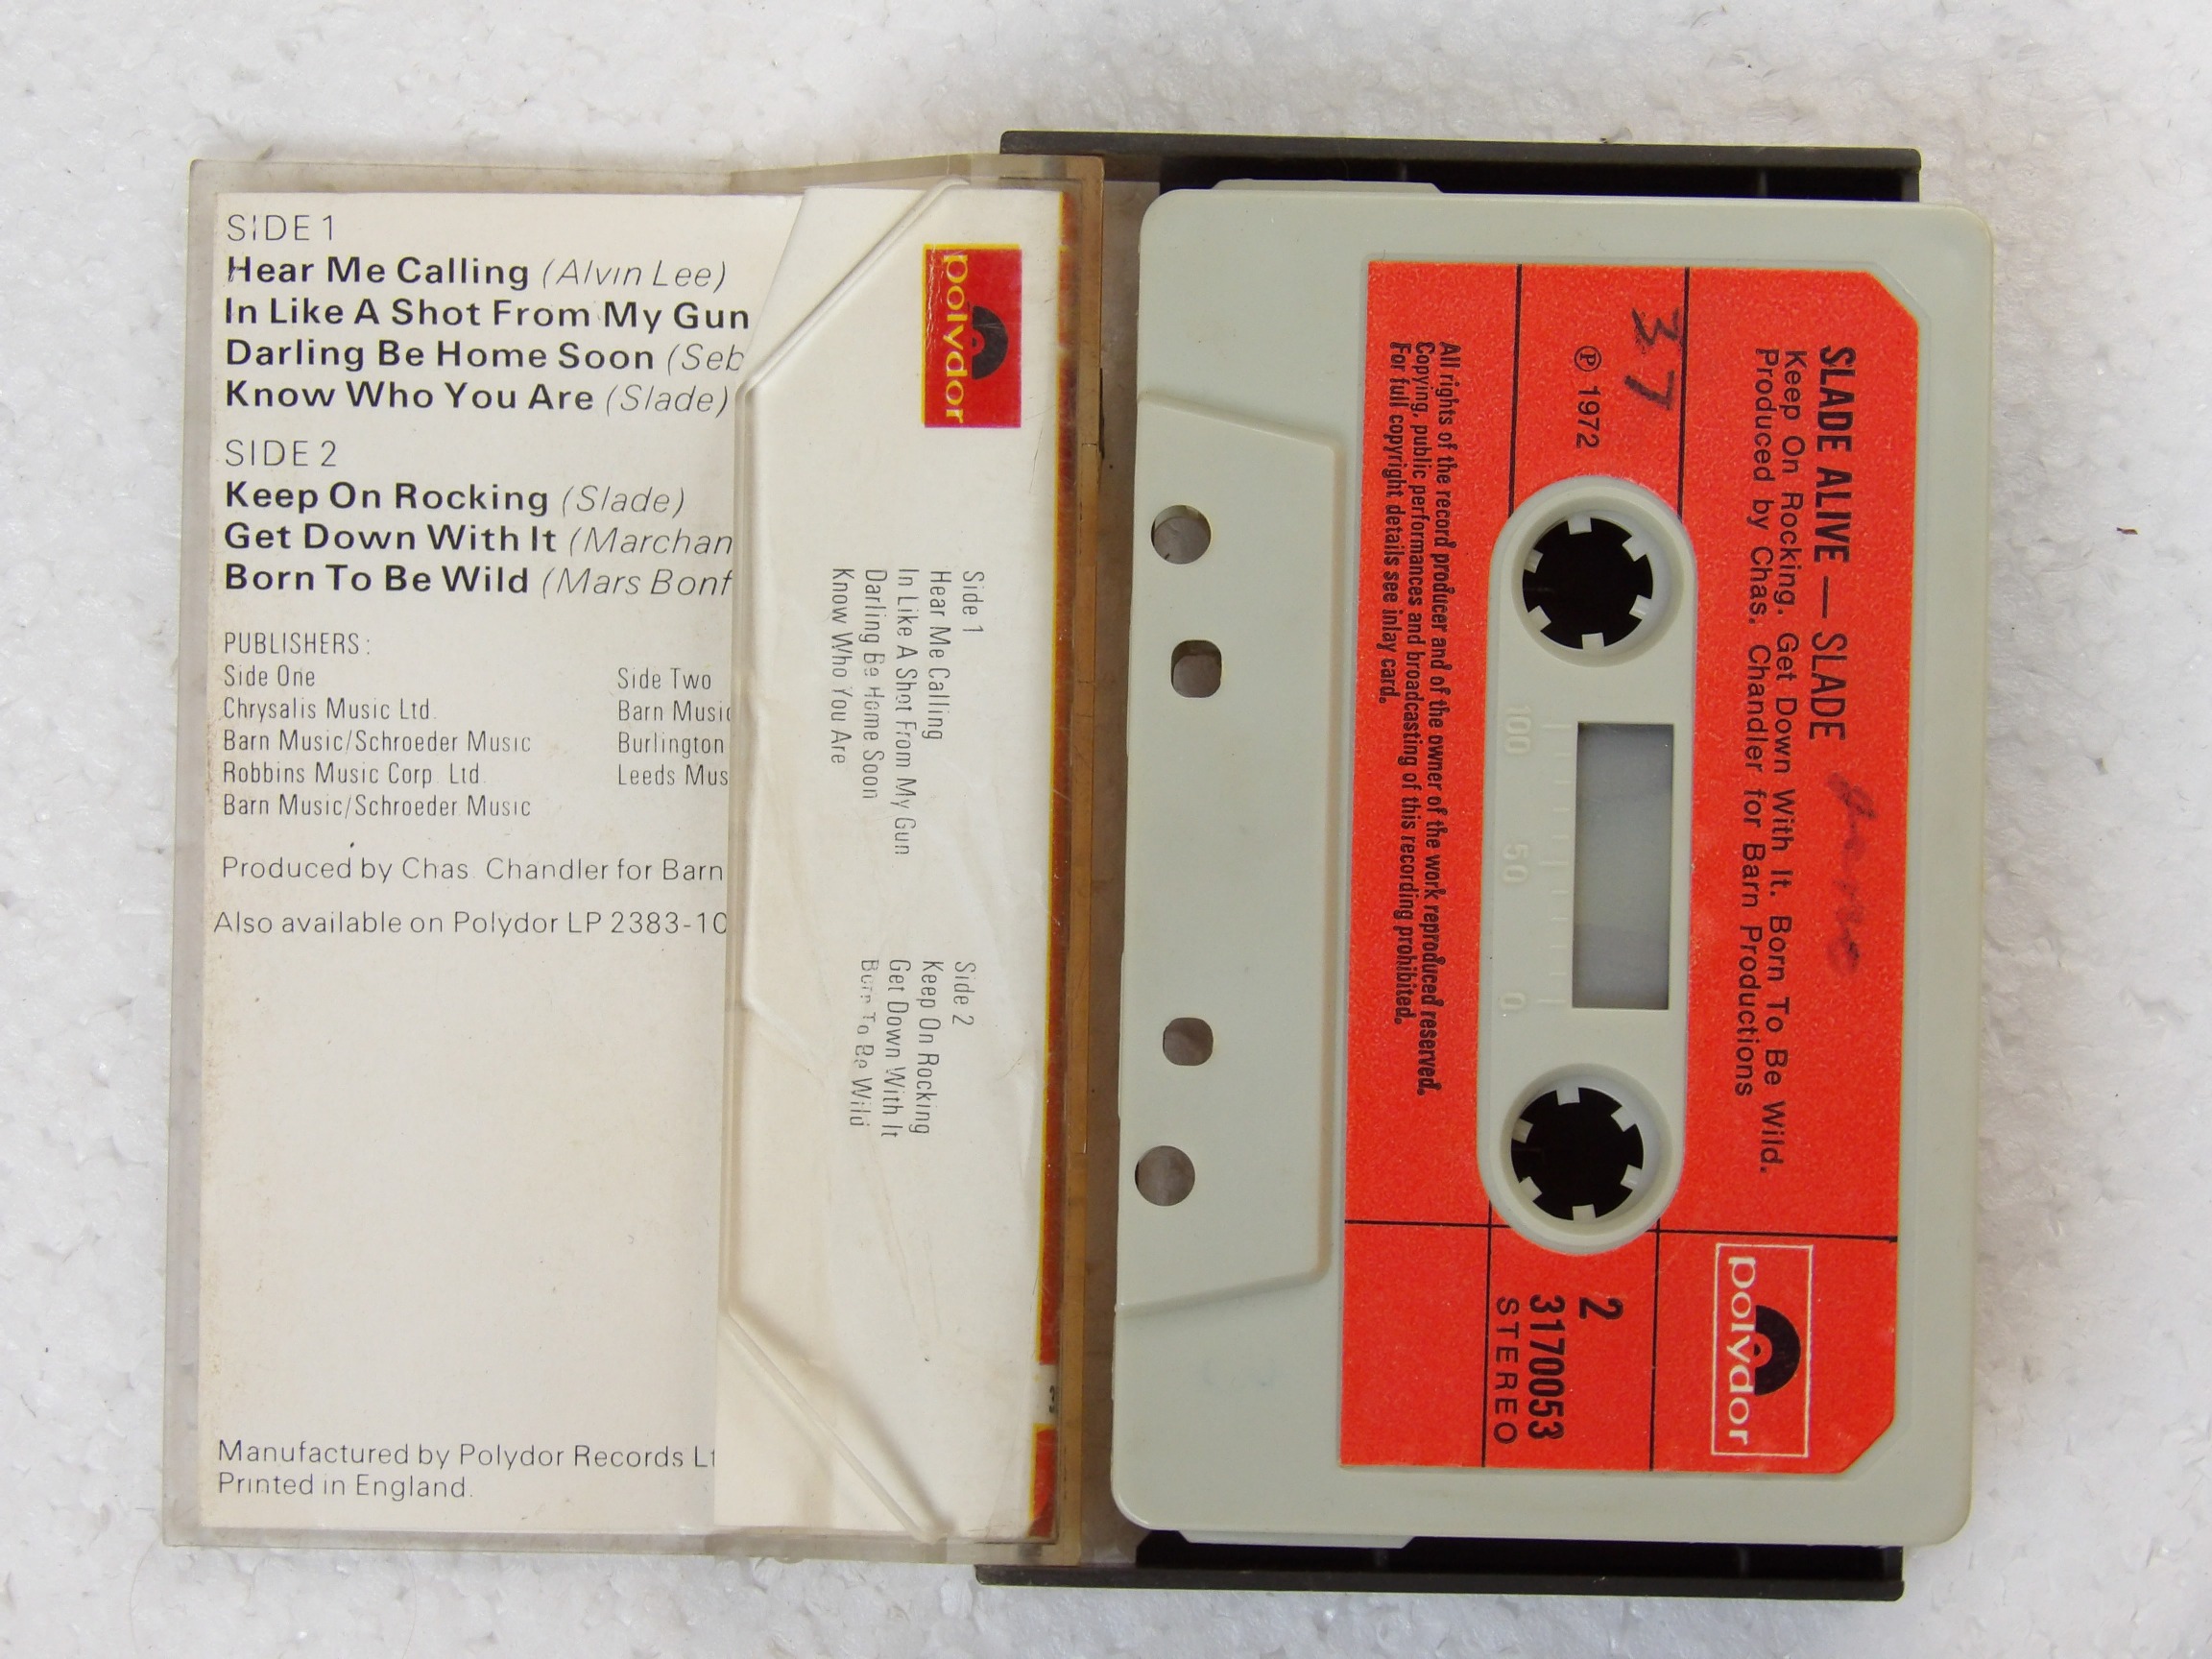 SIDE 1
Hear Me Calling (Alvin Lee)
In Like A Shot From My Gun
Darling Be Home Soon (Seb
Know Who You Are (Slade)
SIDE 2
Keep On Rocking (Slade)
Get Down With It (Marchan
Born To Be Wild (Mars Bonf
PUBLISHERS:
Side One
Chrysalis Music Ltd.
Barn Music/Schroeder Music
Robbins Music Corp. Ltd.
Barn Music/Schroeder Music
Side Two
Barn Music
Burlington
Leeds Mus
Produced by Chas. Chandler for Barn
Also available on Polydor LP 2383-10
Manufactured by Polydor Records Lt
Printed in England.
polydor
Side 1
Hear Me Calling
In Like A Shot From My Gun
Darling Be Home Soon
Know Who You Are
Side 2
Keep On Rocking
Get Down With It
Born To Be Wild
SLADE ALIVE — SLADE
Keep On Rocking. Get Down With It. Born To Be Wild.
Produced by Chas. Chandler for Barn Productions
37
℗ 1972
100 50 0
All rights of the record producer and of the owner of the work reproduced reserved.
Copying, public performances and broadcasting of this recording prohibited.
For full copyright details see inlay card.
polydor
2
3170053
STEREO